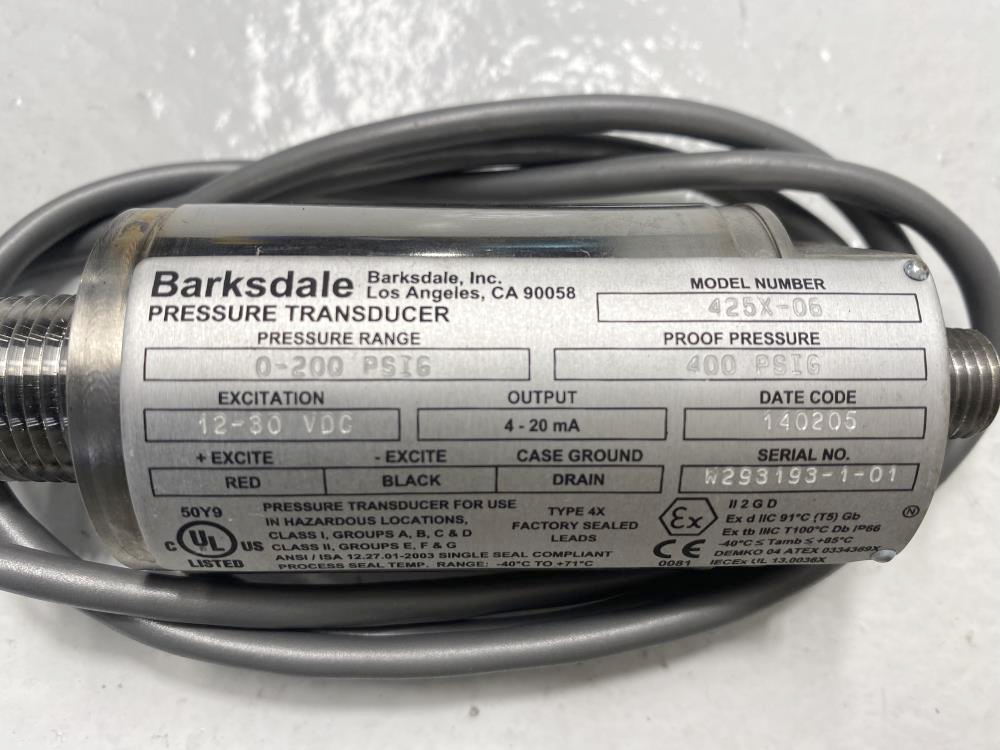 Barksdale
Barksdale, Inc.
Los Angeles, CA 90058
PRESSURE TRANSDUCER
MODEL NUMBER
425X-06
PRESSURE RANGE
PROOF PRESSURE
0-200 PSIG
400 PSIG
EXCITATION
OUTPUT
DATE CODE
12-30 VDC
4 - 20 mA
140205
+ EXCITE
- EXCITE
CASE GROUND
SERIAL NO.
RED
BLACK
DRAIN
W293193-1-01
50Y9
C UL US
LISTED
PRESSURE TRANSDUCER FOR USE
IN HAZARDOUS LOCATIONS,
CLASS I, GROUPS A, B, C & D
CLASS II, GROUPS E, F & G
ANSI / ISA 12.27.01-2003 SINGLE SEAL COMPLIANT
PROCESS SEAL TEMP. RANGE: -40°C TO +71°C
TYPE 4X
FACTORY SEALED
LEADS
Ex
CE
0081
II 2 G D
Ex d IIC 91°C (T5) Gb
Ex tb IIIC T100°C Db IP66
-40°C ≤ Tamb ≤ +85°C
DEMKO 04 ATEX 0334369X
IECEx UL 13.0036X
N